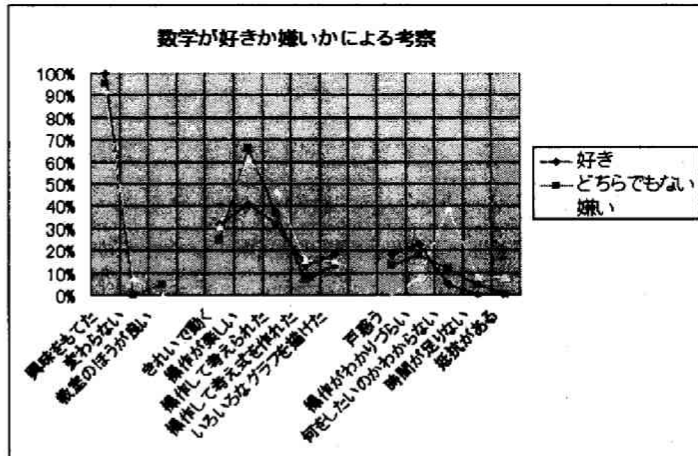 数学が好きか嫌いかによる考察
100%
90%
80%
70%
60%
50%
40%
30%
20%
10%
0%
好き
どちらでもない
嫌い
興味をもてた
変わらない
教室のほうが良い
きれいで動く
操作が楽しい
操作して考えられた
操作して考え式を作れた
いろいろなグラフを描けた
戸惑う
操作がわかりづらい
何をしたいのかわからない
時間が足りない
抵抗がある